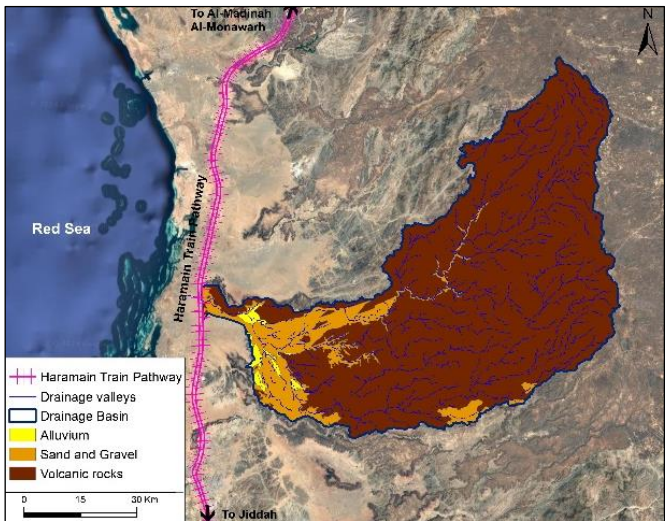 To Al-Madinah
Al-Monawarh
N
Haramain Train Pathway
Red Sea
Haramain Train Pathway
Drainage valleys
Drainage Basin
Alluvium
Sand and Gravel
Volcanic rocks
0 15 30 Km
To Jiddah